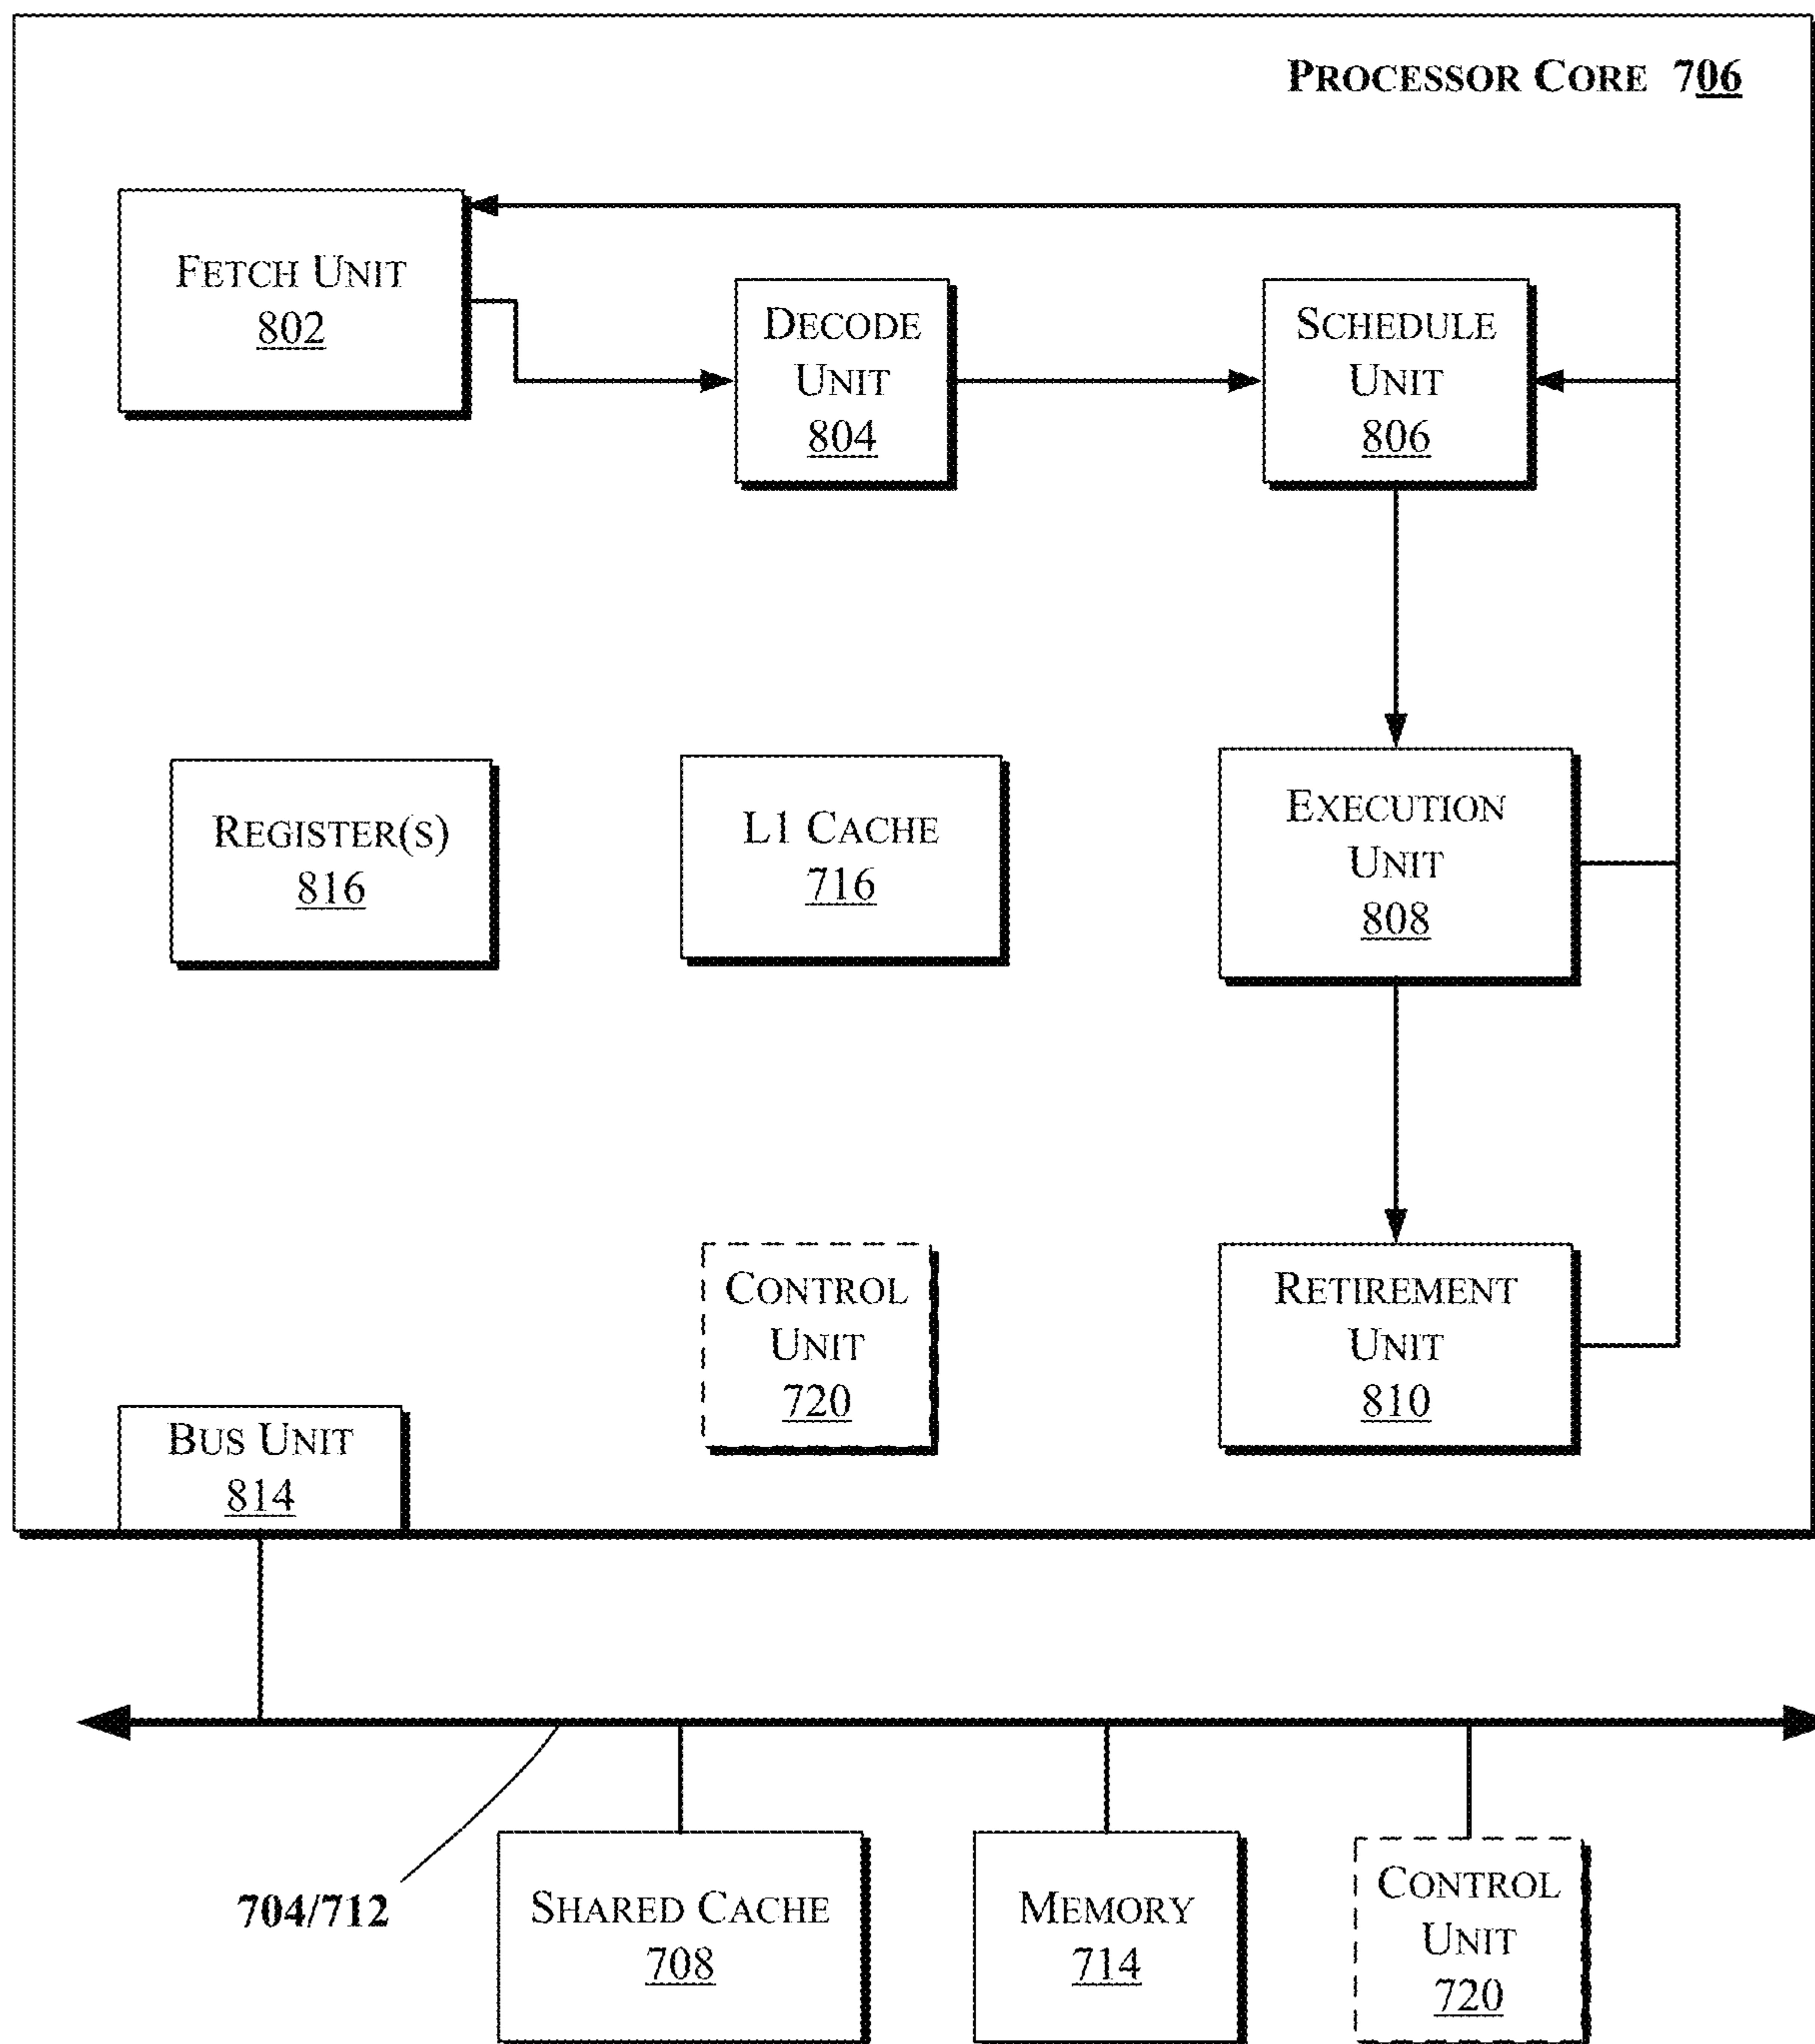 PROCESSOR CORE 706
FETCH UNIT
802
DECODE
UNIT
804
SCHEDULE
UNIT
806
REGISTER(S)
816
L1 CACHE
716
EXECUTION
UNIT
808
CONTROL
UNIT
720
RETIREMENT
UNIT
810
BUS UNIT
814
704/712
SHARED CACHE
708
MEMORY
714
CONTROL
UNIT
720